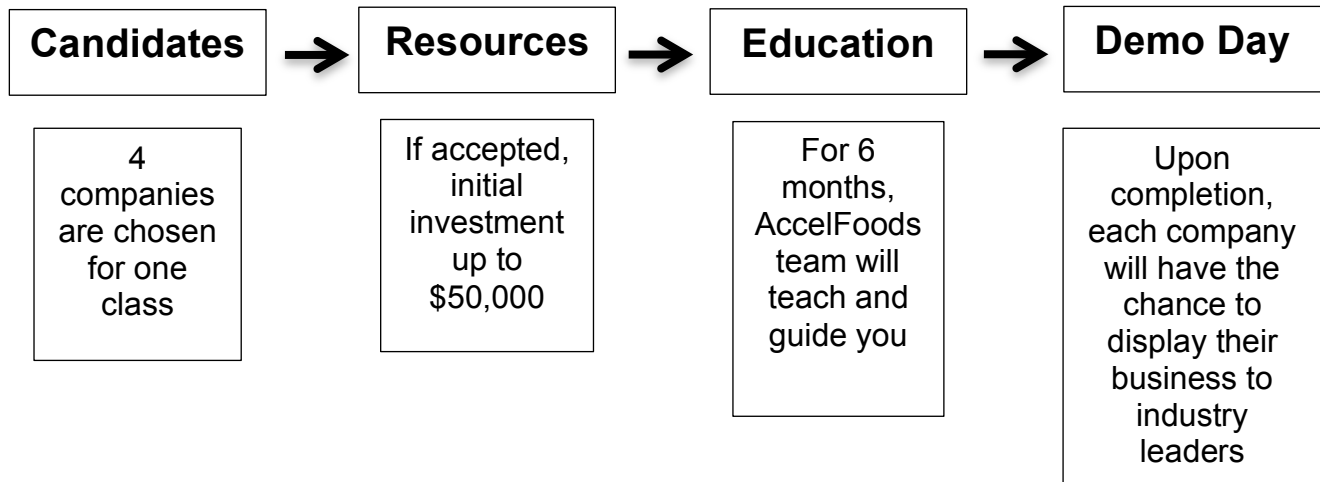 Candidates
Resources
Education
Demo Day
4
companies
are chosen
for one
class
If accepted,
initial
investment
up to
$50,000
For 6
months,
AccelFoods
team will
teach and
guide you
Upon
completion,
each company
will have the
chance to
display their
business to
industry
leaders